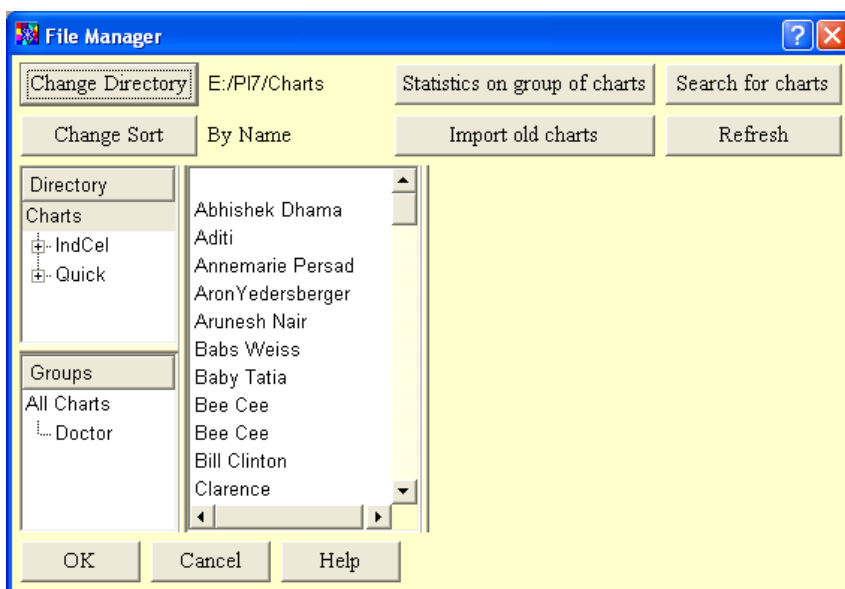 File Manager
Change Directory E:/PI7/Charts Statistics on group of charts Search for charts
Change Sort By Name Import old charts Refresh
Directory
Charts
IndCel
Quick
Groups
All Charts
Doctor
Abhishek Dhama
Aditi
Annemarie Persad
AronYedersberger
Arunesh Nair
Babs Weiss
Baby Tatia
Bee Cee
Bee Cee
Bill Clinton
Clarence
OK Cancel Help